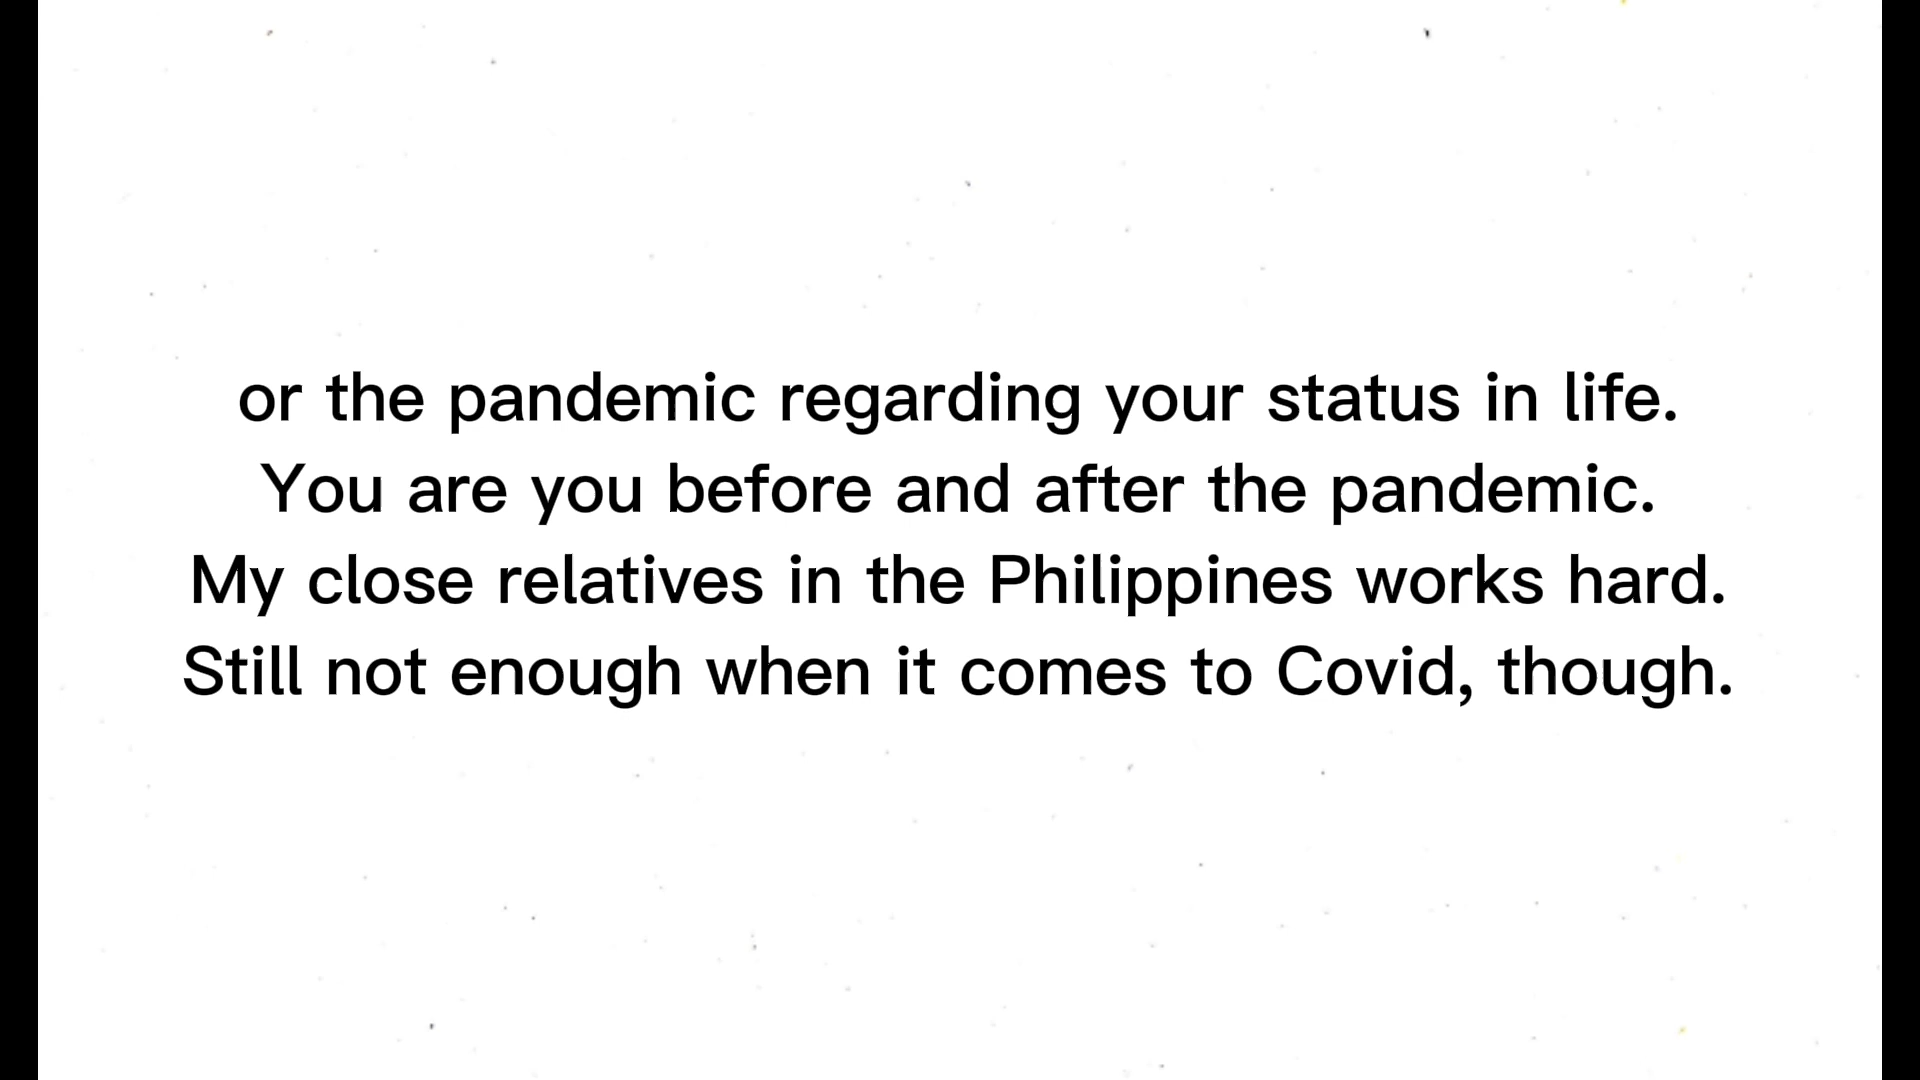 or the pandemic regarding your status in life.
You are you before and after the pandemic.
My close relatives in the Philippines works hard.
Still not enough when it comes to Covid, though.